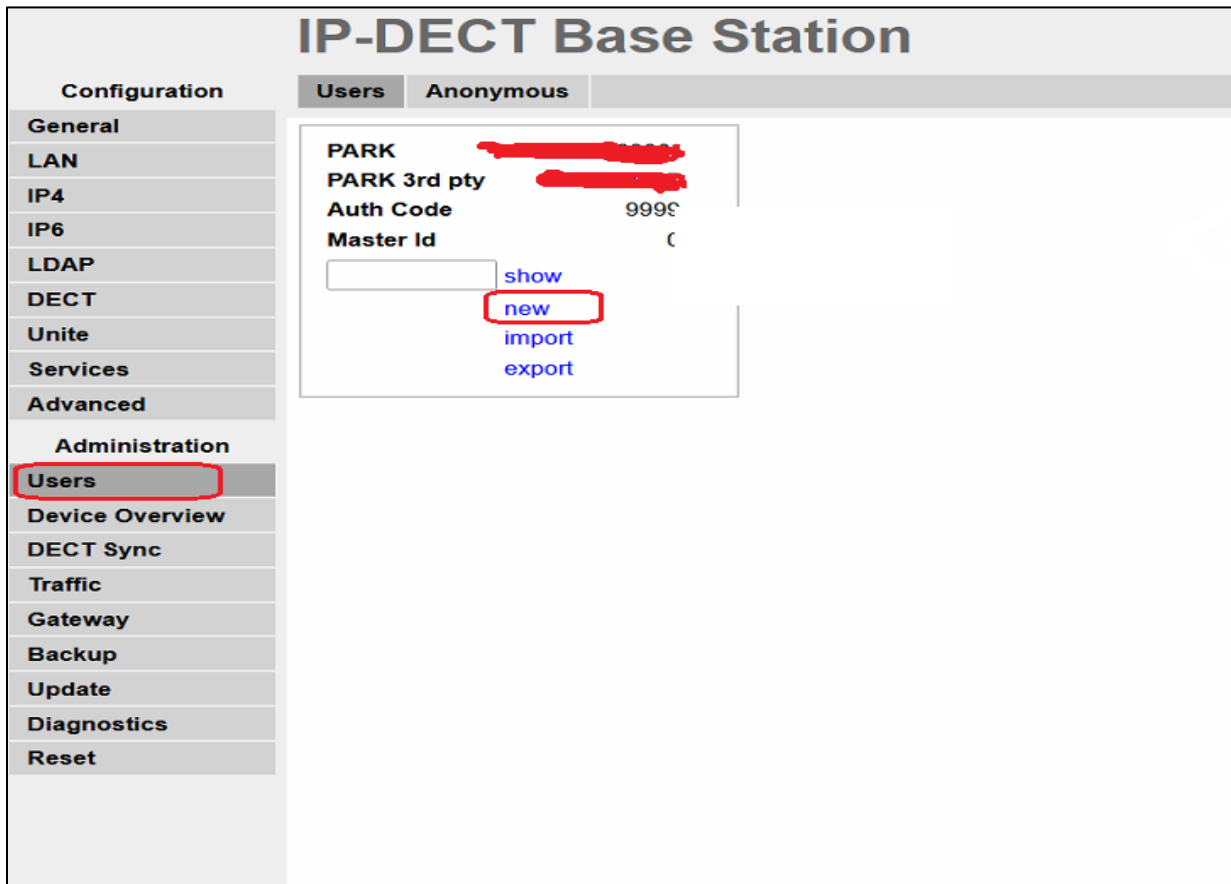 IP-DECT Base Station
Configuration
General
LAN
IP4
IP6
LDAP
DECT
Unite
Services
Advanced
Administration
Users
Device Overview
DECT Sync
Traffic
Gateway
Backup
Update
Diagnostics
Reset
Users Anonymous
PARK
PARK 3rd pty
Auth Code
Master Id
show
new
import
export